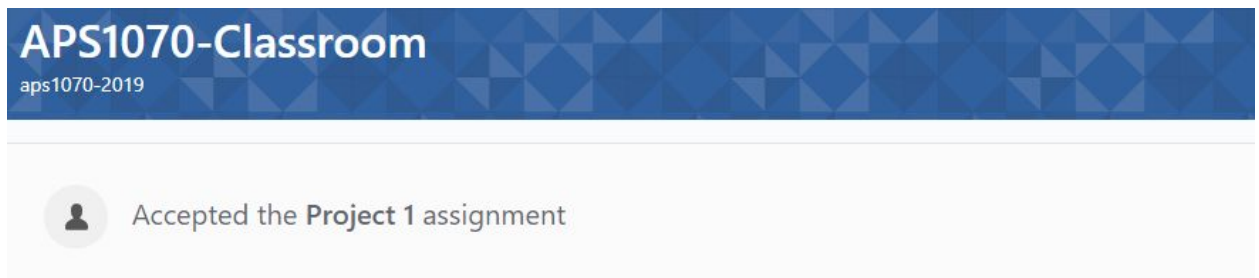 APS1070-Classroom
aps1070-2019
Accepted the Project 1 assignment